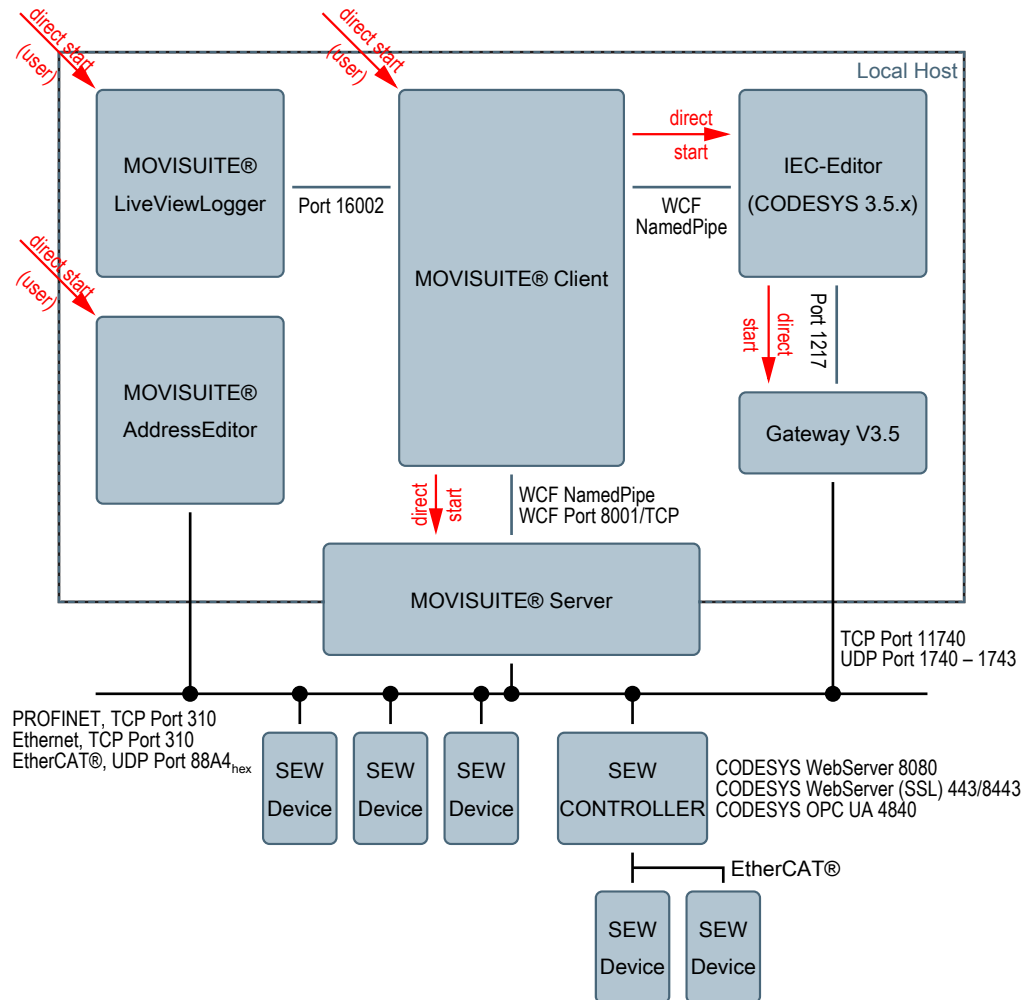 direct start
(user)
direct start
(user)
Local Host
MOVISUITE®
LiveViewLogger
Port 16002
MOVISUITE® Client
direct
start
WCF
NamedPipe
IEC-Editor
(CODESYS 3.5.x)
direct start
(user)
MOVISUITE®
AddressEditor
direct
start
Port 1217
Gateway V3.5
direct
start
WCF NamedPipe
WCF Port 8001/TCP
MOVISUITE® Server
TCP Port 11740
UDP Port 1740 – 1743
PROFINET, TCP Port 310
Ethernet, TCP Port 310
EtherCAT®, UDP Port 88A4hex
SEW
Device
SEW
Device
SEW
Device
SEW
CONTROLLER
CODESYS WebServer 8080
CODESYS WebServer (SSL) 443/8443
CODESYS OPC UA 4840
EtherCAT®
SEW
Device
SEW
Device